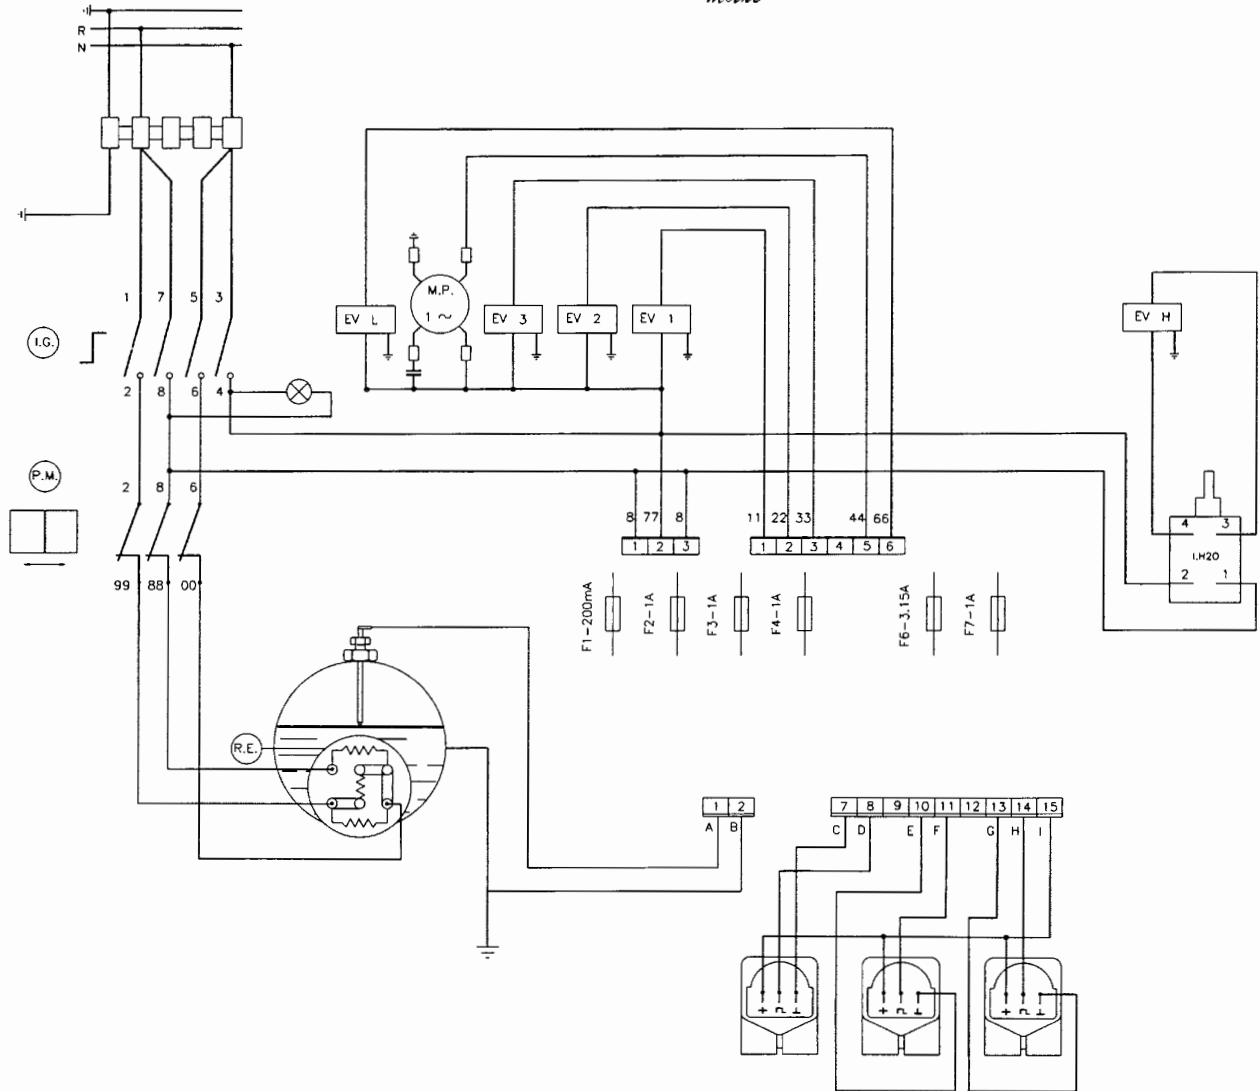 R
N
1 7 5 3
I.G.
2 8 6 4
M.P.
1 ~
EV L
EV 3
EV 2
EV 1
EV H
P.M.
2 8 6
8 77 8
11 22 33 44 66
1 2 3
1 2 3 4 5 6
4 3
I.H2O
2 1
99 88 00
F1-200mA
F2-1A
F3-1A
F4-1A
F6-3.15A
F7-1A
R.E.
1 2
A B
7 8 9 10 11 12 13 14 15
C D E F G H I
+ ⊥
+ ⊥
+ ⊥